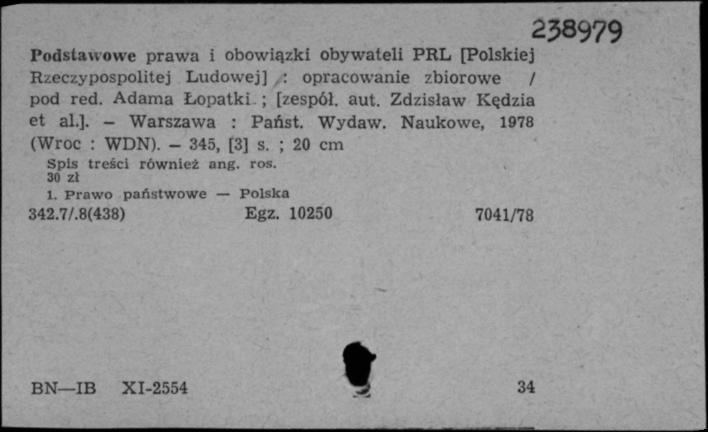 238979
Podstawowe prawa i obowiązki obywateli PRL [Polskiej
Rzeczypospolitej Ludowej] : opracowanie zbiorowe /
pod red. Adama Łopatki ; [zespół. aut. Zdzisław Kędzia
et al.]. — Warszawa : Państ. Wydaw. Naukowe, 1978
(Wroc : WDN). — 345, [3] s. ; 20 cm
Spis treści również ang. ros.
30 zł
1. Prawo państwowe — Polska
342.7/.8(438) Egz. 10250 7041/78
BN—IB XI-2554 34